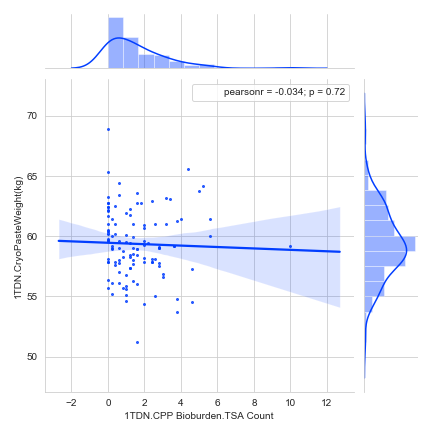 pearsonr = -0.034; p = 0.72
70
65
60
55
50
1TDN.CryoPasteWeight(kg)
−2 0 2 4 6 8 10 12
1TDN.CPP Bioburden.TSA Count